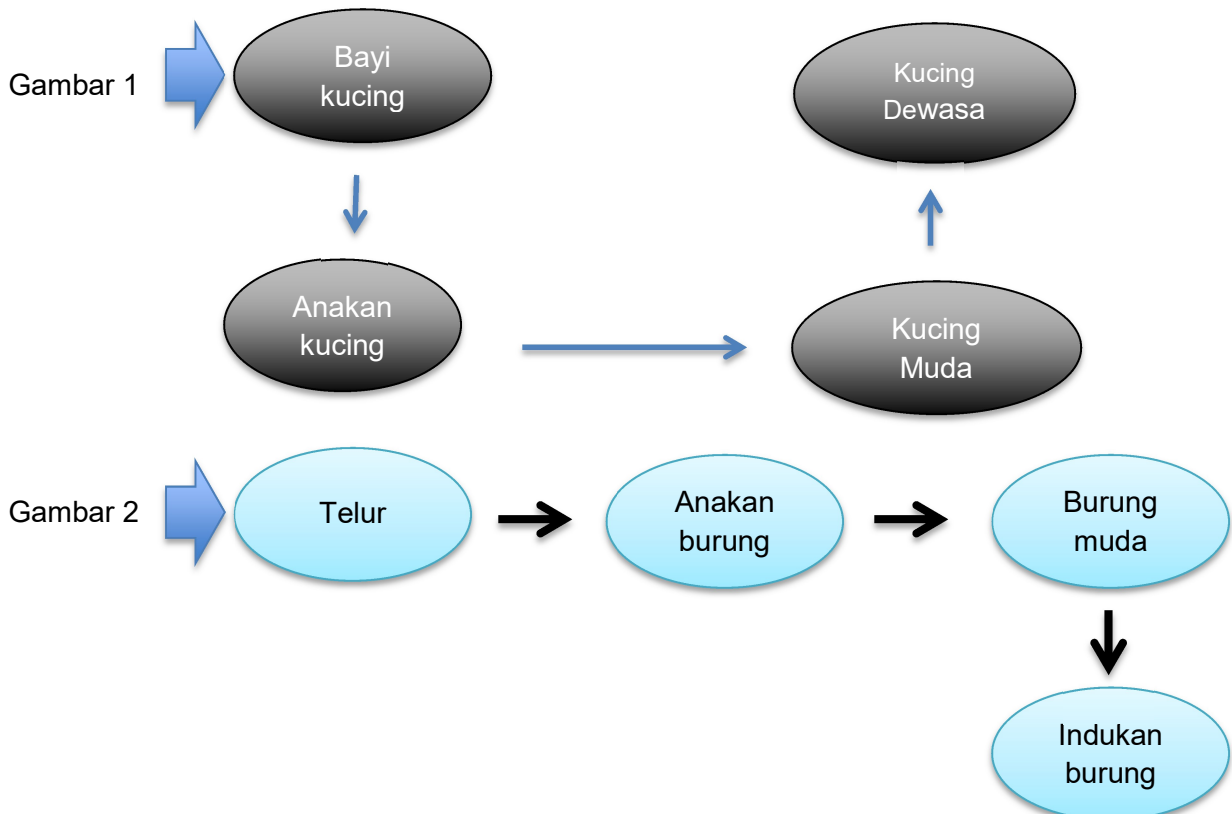 Gambar 1
Bayi
kucing
Kucing
Dewasa
Anakan
kucing
Kucing
Muda
Gambar 2
Telur
Anakan
burung
Burung
muda
Indukan
burung